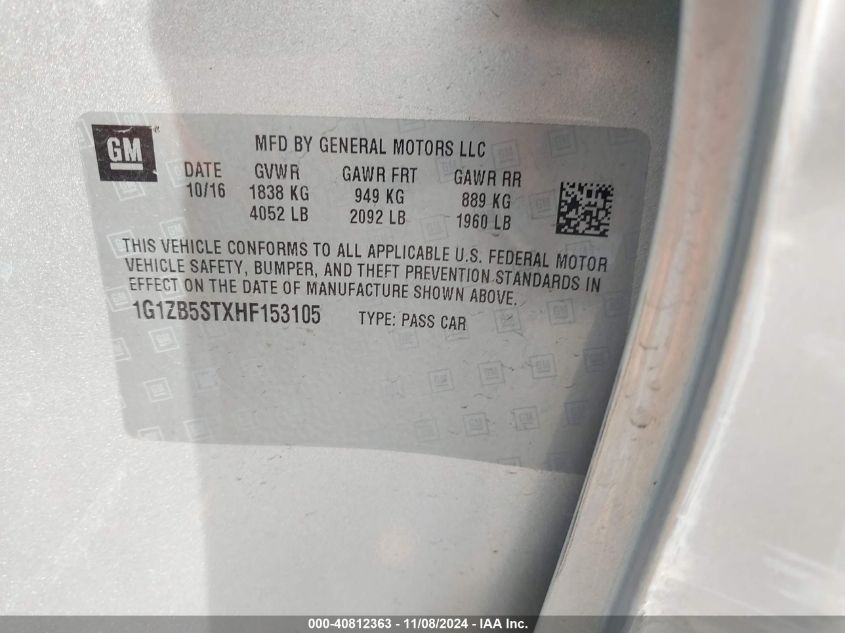 GM
MFD BY GENERAL MOTORS LLC
DATE GVWR GAWR FRT GAWR RR
10/16 1838 KG 949 KG 889 KG
4052 LB 2092 LB 1960 LB
THIS VEHICLE CONFORMS TO ALL APPLICABLE U.S. FEDERAL MOTOR
VEHICLE SAFETY, BUMPER, AND THEFT PREVENTION STANDARDS IN
EFFECT ON THE DATE OF MANUFACTURE SHOWN ABOVE.
1G1ZB5STXHF153105 TYPE: PASS CAR
000-40812363 - 11/08/2024 - IAA Inc.